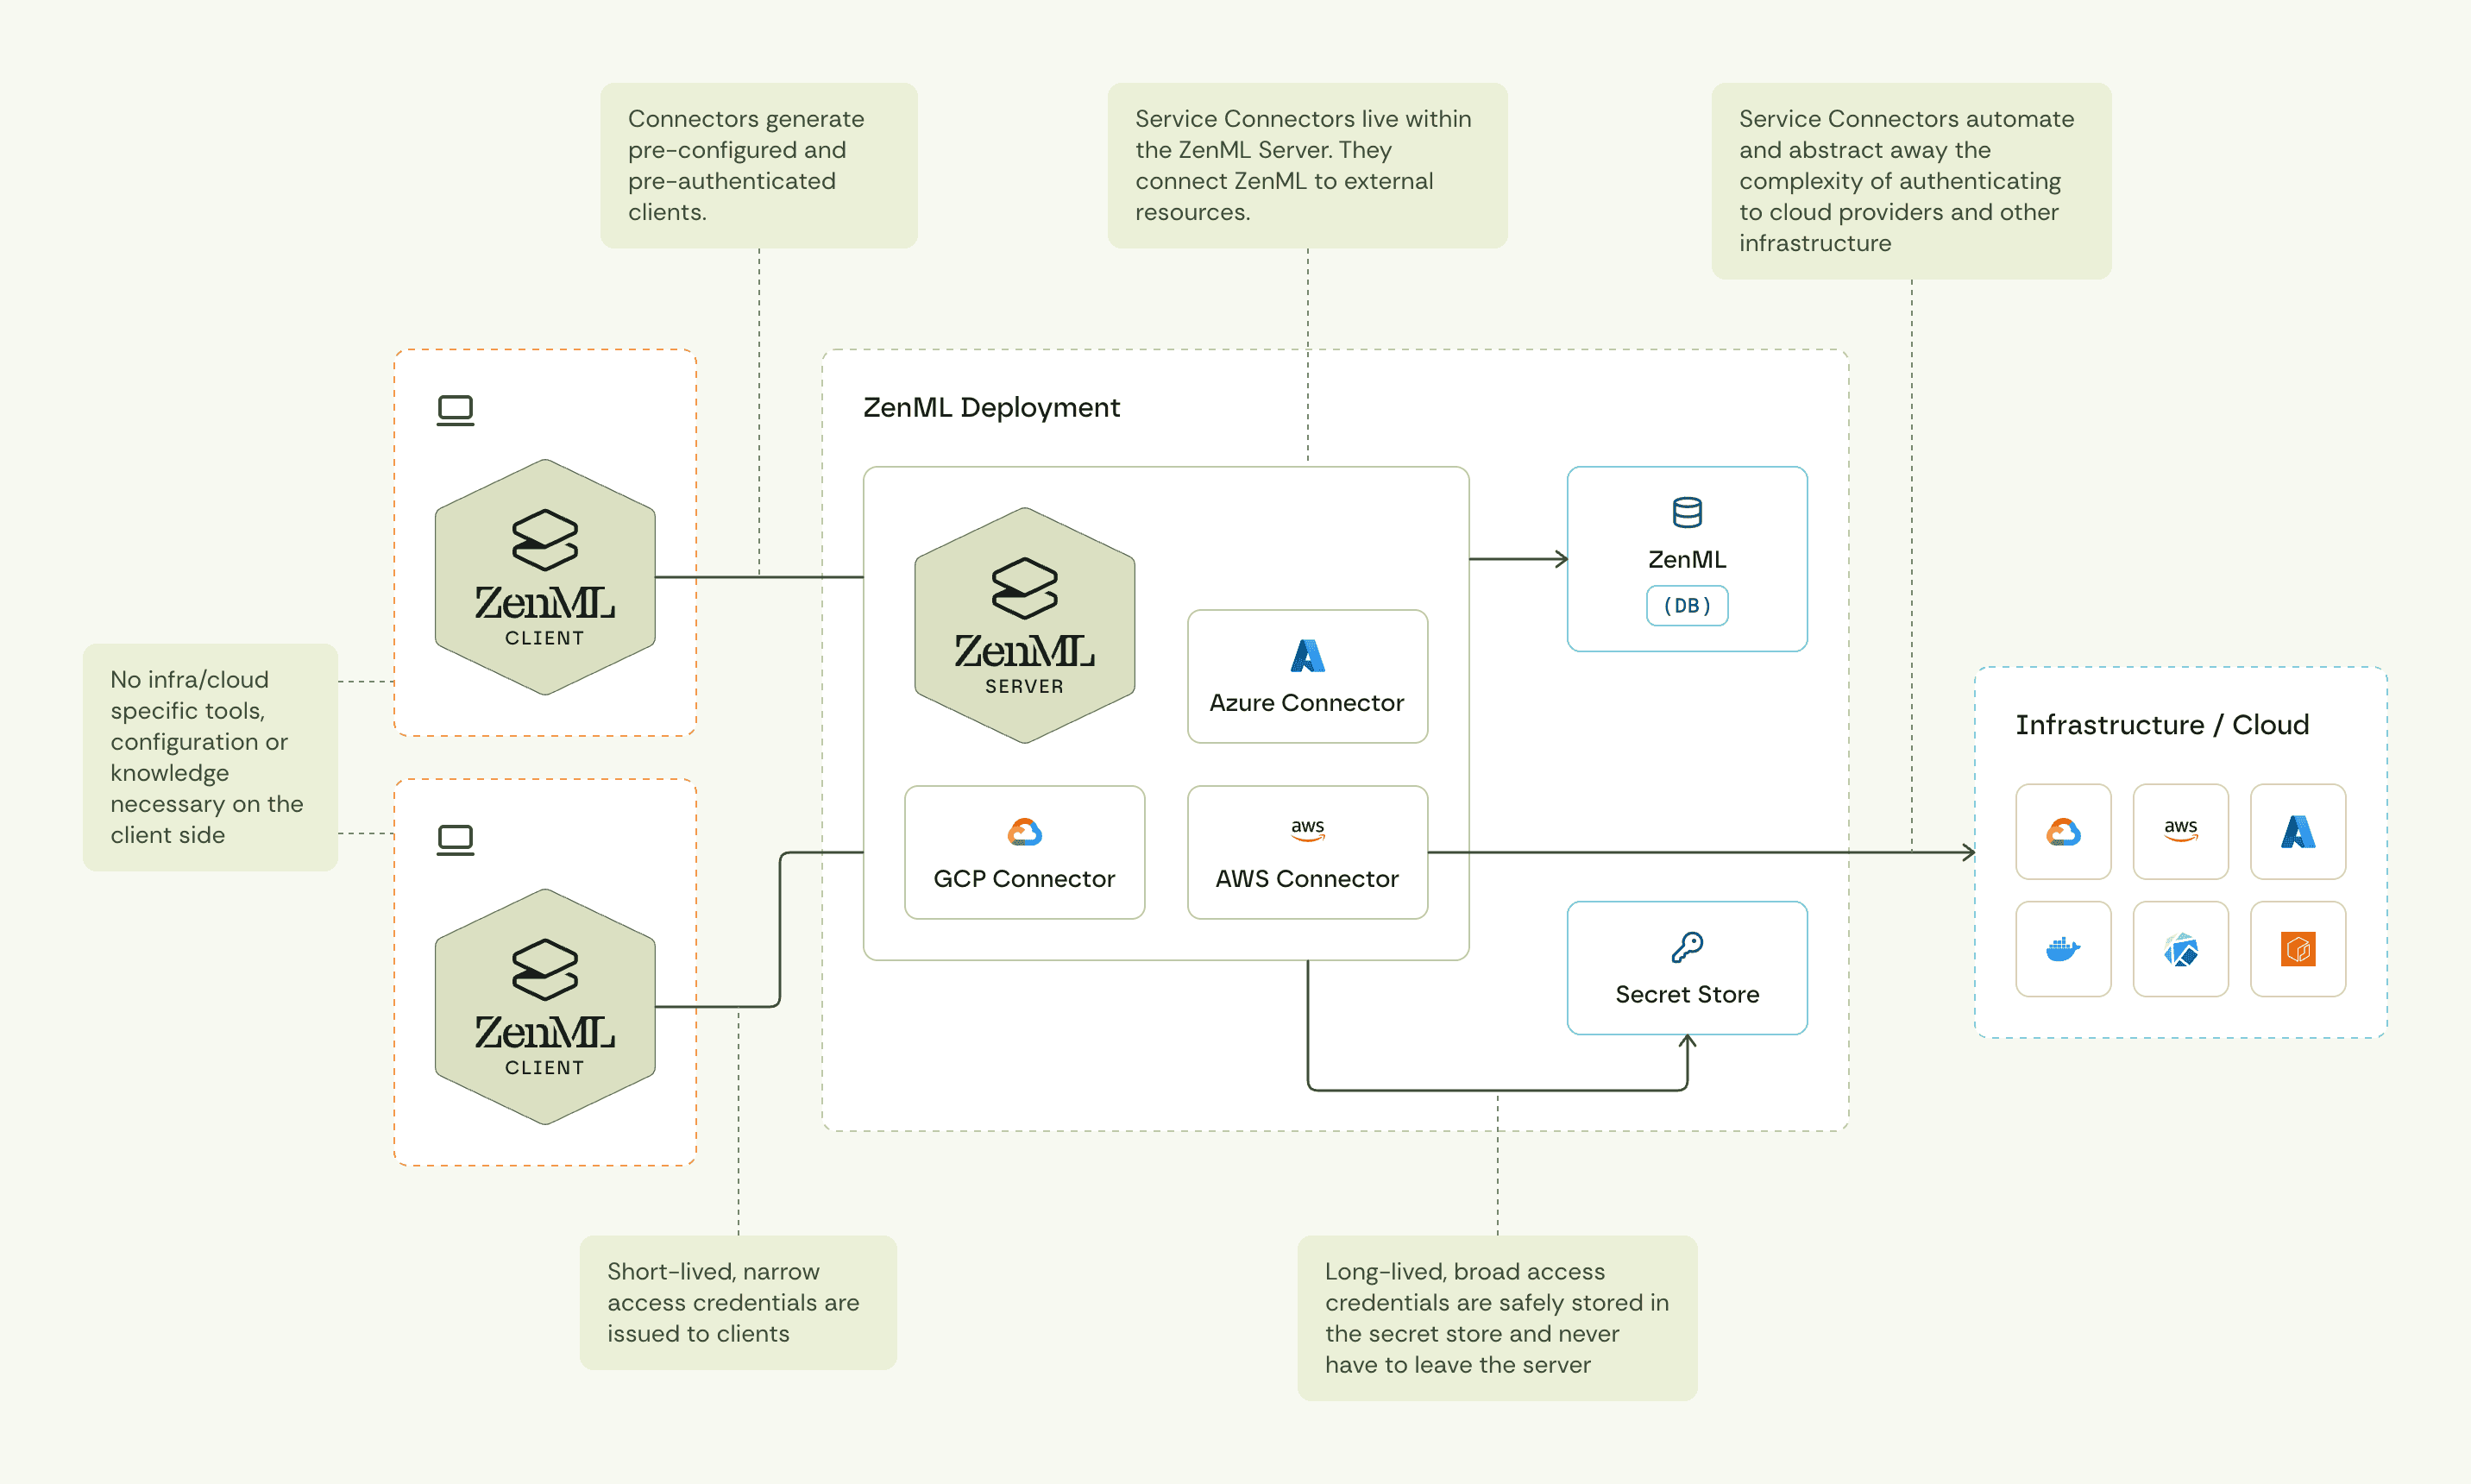 Connectors generate
pre-configured and
pre-authenticated
clients.
Service Connectors live within
the ZenML Server. They
connect ZenML to external
resources.
Service Connectors automate
and abstract away the
complexity of authenticating
to cloud providers and other
infrastructure
ZenML
CLIENT
No infra/cloud
specific tools,
configuration or
knowledge
necessary on the
client side
ZenML
CLIENT
ZenML Deployment
ZenML
SERVER
Azure Connector
GCP Connector
aws
AWS Connector
ZenML
(DB)
Secret Store
Infrastructure / Cloud
aws
Short-lived, narrow
access credentials are
issued to clients
Long-lived, broad access
credentials are safely stored in
the secret store and never
have to leave the server